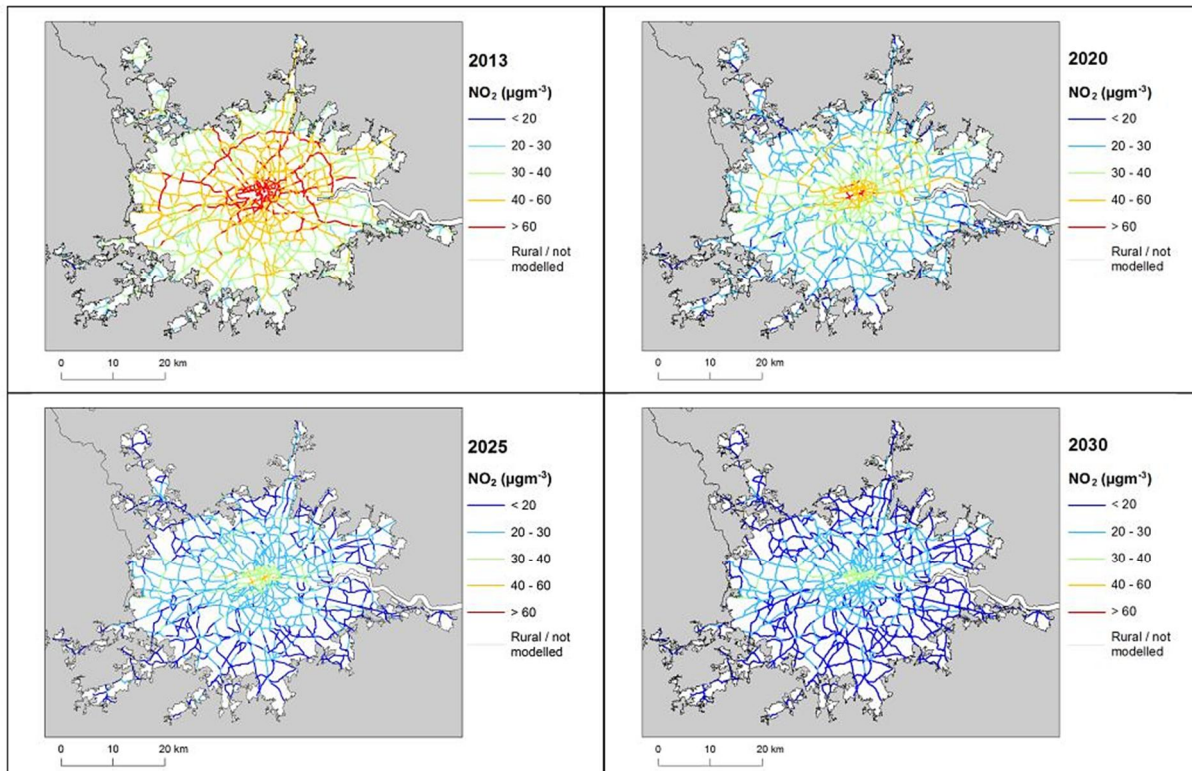 2013
NO₂ (µgm⁻³)
< 20
20 - 30
30 - 40
40 - 60
> 60
Rural / not
modelled
0 10 20 km
2020
NO₂ (µgm⁻³)
< 20
20 - 30
30 - 40
40 - 60
> 60
Rural / not
modelled
0 10 20 km
2025
NO₂ (µgm⁻³)
< 20
20 - 30
30 - 40
40 - 60
> 60
Rural / not
modelled
0 10 20 km
2030
NO₂ (µgm⁻³)
< 20
20 - 30
30 - 40
40 - 60
> 60
Rural / not
modelled
0 10 20 km